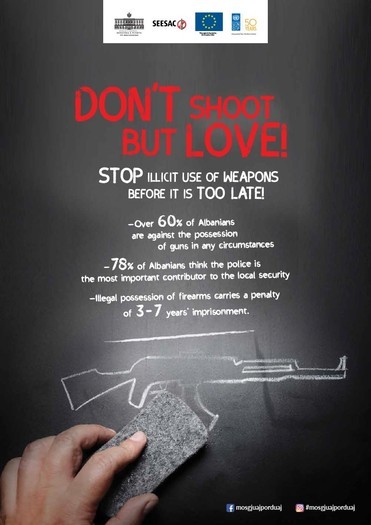 SEESAC
50
DON'T SHOOT
BUT LOVE!
STOP ILLICIT USE OF WEAPONS
BEFORE IT IS TOO LATE!
–Over 60% of Albanians
are against the possession
of guns in any circumstances
–78% of Albanians think the police is
the most important contributor to the local security
–Illegal possession of firearms carries a penalty
of 3-7 years' imprisonment.
mosgjuajporduaj
mosgjuajporduaj